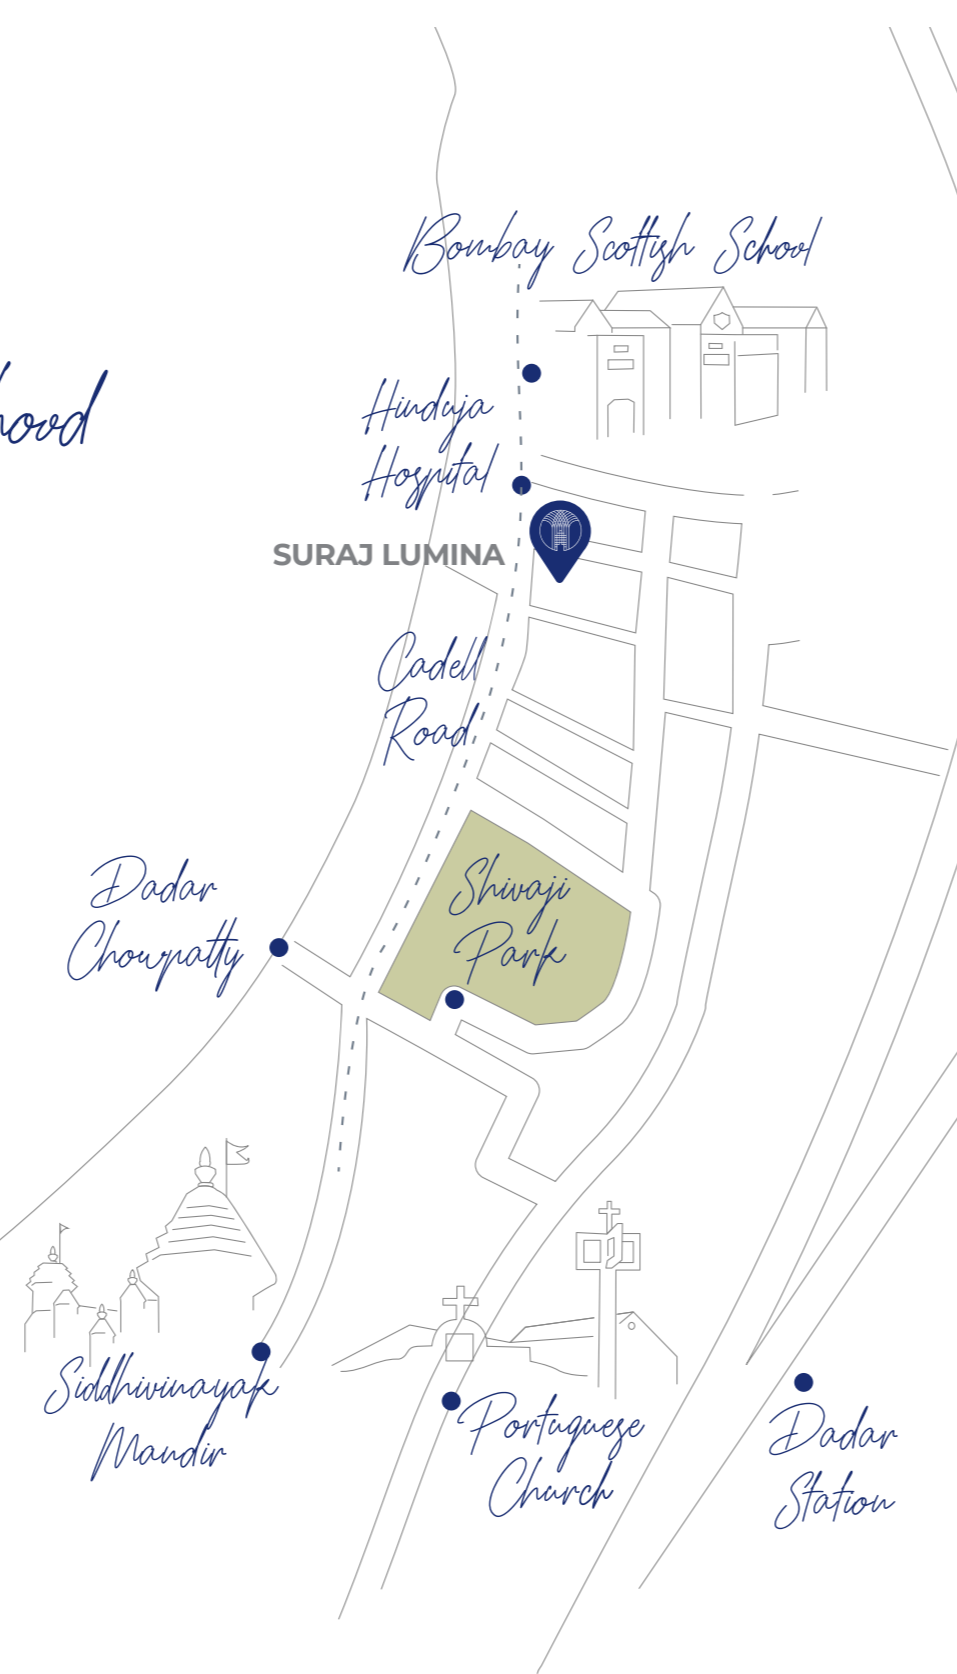 Bombay Scottish School
hood
Hinduja
Hospital
SURAJ LUMINA
Cadell
Road
Shivaji
Park
Dadar
Chowpatty
Siddhivinayak
Mandir
Portuguese
Church
Dadar
Station